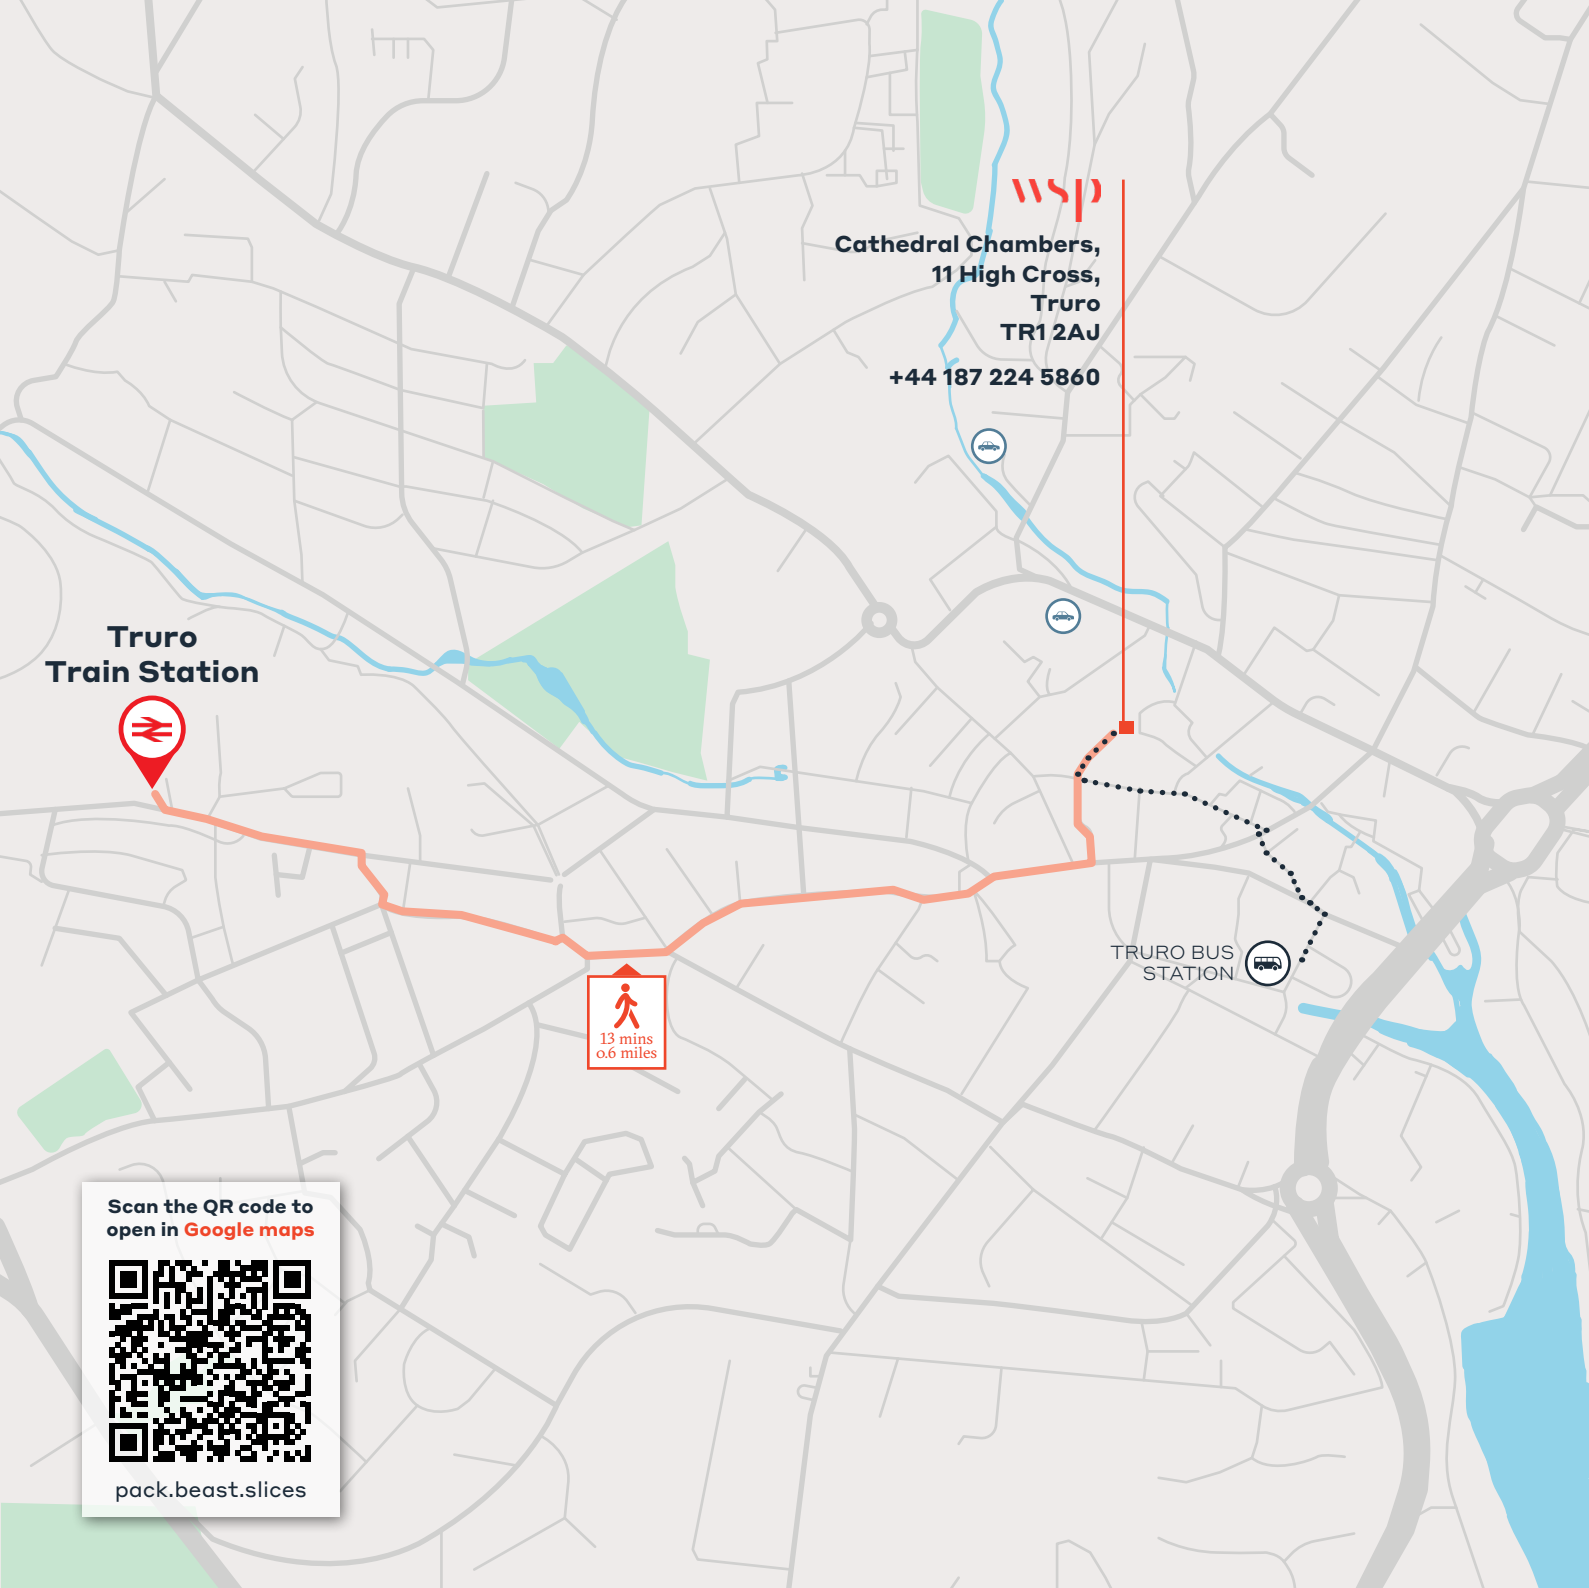 wsp
Cathedral Chambers,
11 High Cross,
Truro
TR1 2AJ
+44 187 224 5860
Truro
Train Station
TRURO BUS
STATION
13 mins
0.6 miles
Scan the QR code to
open in Google maps
pack.beast.slices